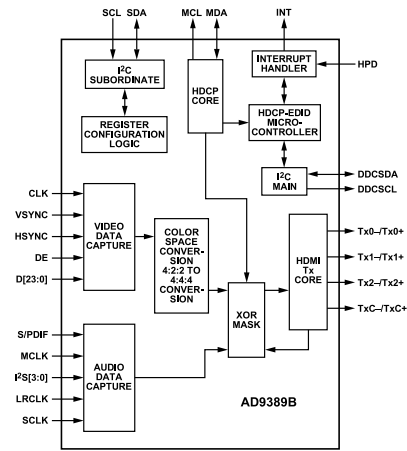 SCL SDA
MCL MDA
INT
I²C
SUBORDINATE
REGISTER
CONFIGURATION
LOGIC
HDCP
CORE
INTERRUPT
HANDLER
HPD
HDCP-EDID
MICRO-
CONTROLLER
I²C
MAIN
DDCSDA
DDCSCL
CLK
VSYNC
HSYNC
DE
D[23:0]
VIDEO
DATA
CAPTURE
COLOR
SPACE
CONVER-
SION
4:2:2 TO
4:4:4
CONVER-
SION
XOR
MASK
HDMI
Tx
CORE
Tx0–/Tx0+
Tx1–/Tx1+
Tx2–/Tx2+
TxC–/TxC+
S/PDIF
MCLK
I²S[3:0]
LRCLK
SCLK
AUDIO
DATA
CAPTURE
AD9389B